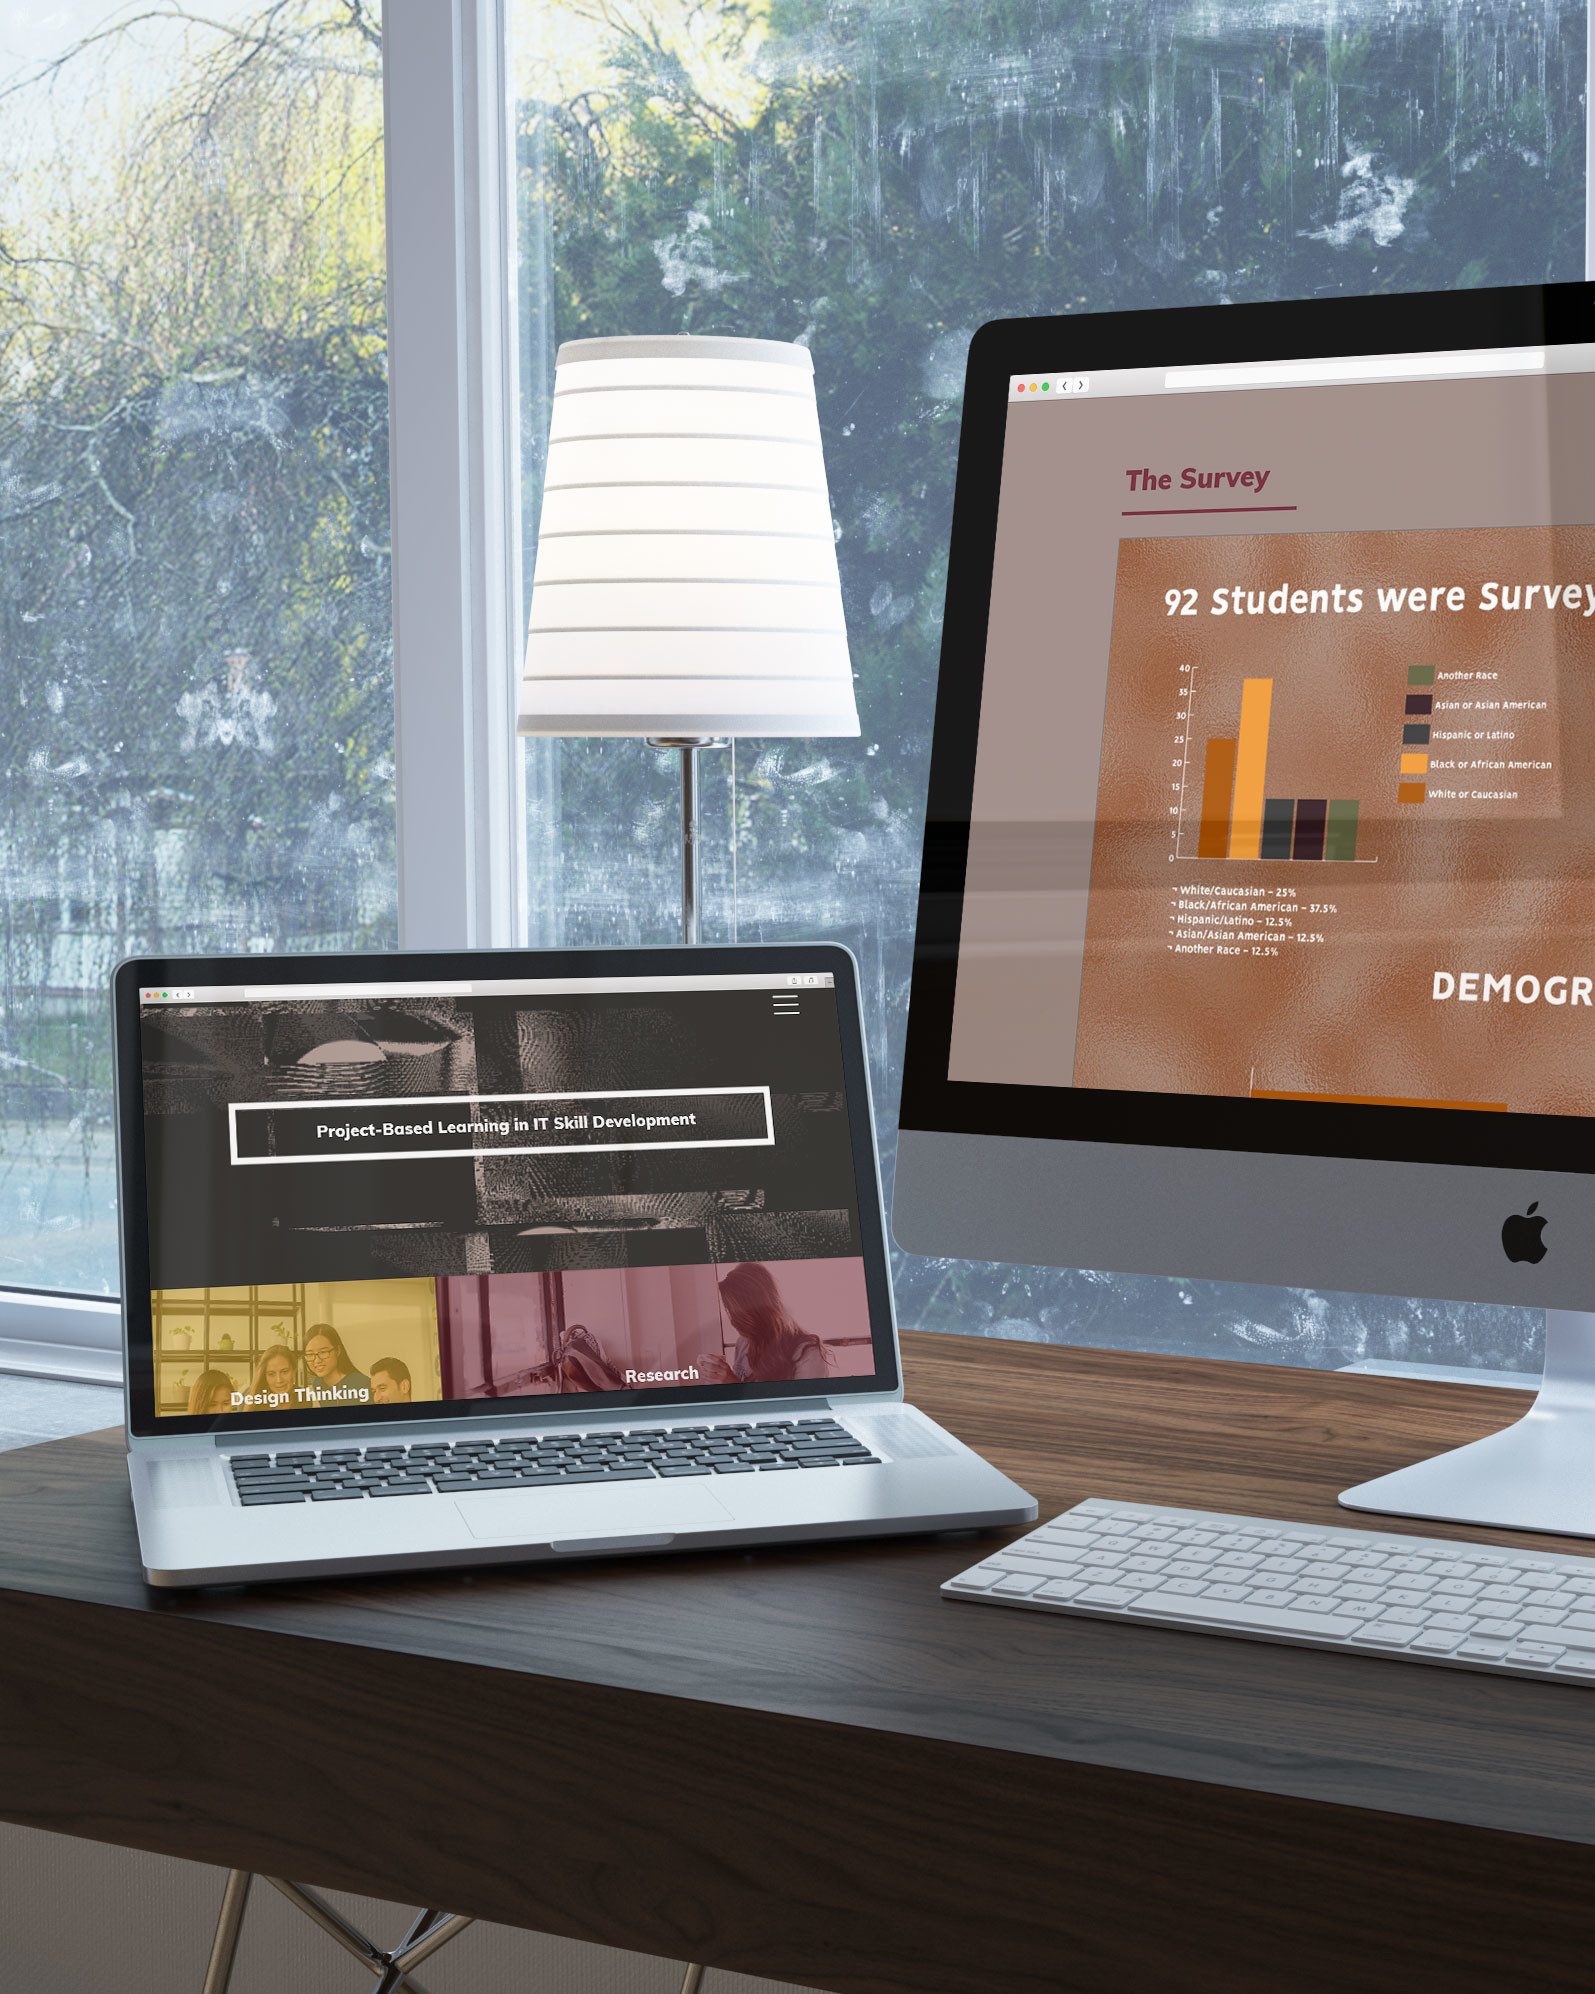 The Survey
92 Students were Survey
40
35
30
25
20
15
10
5
0
Another Race
Asian or Asian American
Hispanic or Latino
Black or African American
White or Caucasian
White/Caucasian - 25%
Black/African American - 37.5%
Hispanic/Latino - 12.5%
Asian/Asian American - 12.5%
Another Race - 12.5%
DEMOGR
Project-Based Learning in IT Skill Development
Design Thinking
Research